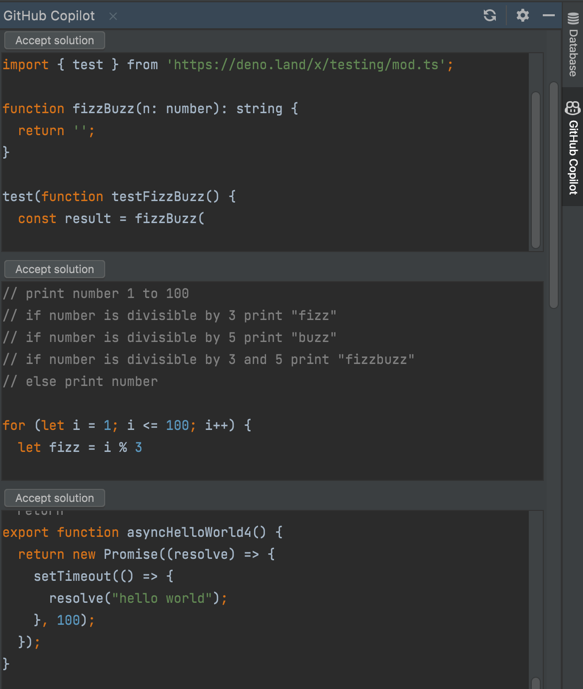 GitHub Copilot
Accept solution
import { test } from 'https://deno.land/x/testing/mod.ts';
function fizzBuzz(n: number): string {
  return '';
}
test(function testFizzBuzz() {
  const result = fizzBuzz(
Accept solution
// print number 1 to 100
// if number is divisible by 3 print "fizz"
// if number is divisible by 5 print "buzz"
// if number is divisible by 3 and 5 print "fizzbuzz"
// else print number
for (let i = 1; i <= 100; i++) {
  let fizz = i % 3
Accept solution
  return
export function asyncHelloWorld4() {
  return new Promise((resolve) => {
    setTimeout(() => {
      resolve("hello world");
    }, 100);
  });
}
Database
GitHub Copilot